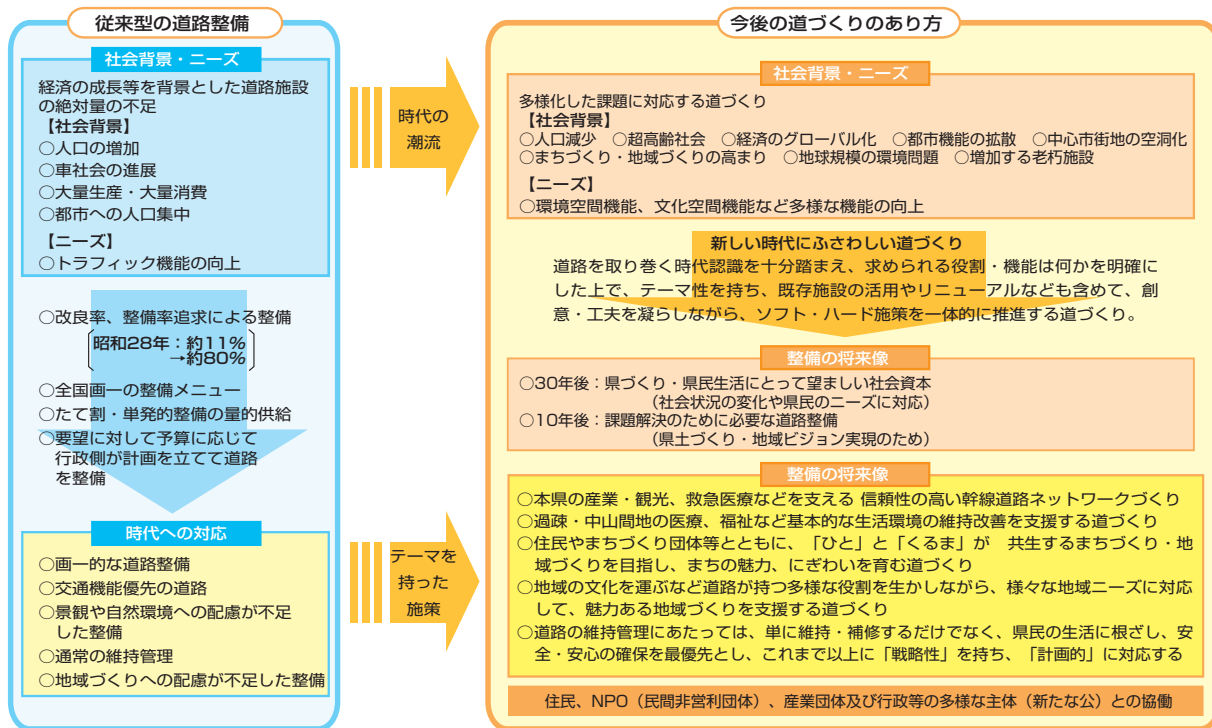 従来型の道路整備
社会背景・ニーズ
経済の成長等を背景とした道路施設
の絶対量の不足
【社会背景】
○人口の増加
○車社会の進展
○大量生産・大量消費
○都市への人口集中
【ニーズ】
○トラフィック機能の向上
○改良率、整備率追求による整備
昭和28年：約11%
→約80%
○全国画一の整備メニュー
○たて割・単発的整備の量的供給
○要望に対して予算に応じて
行政側が計画を立てて道路
を整備
時代への対応
○画一的な道路整備
○交通機能優先の道路
○景観や自然環境への配慮が不足
した整備
○通常の維持管理
○地域づくりへの配慮が不足した整備
時代の
潮流
テーマを
持った
施策
今後の道づくりのあり方
社会背景・ニーズ
多様化した課題に対応する道づくり
【社会背景】
○人口減少 ○超高齢社会 ○経済のグローバル化 ○都市機能の拡散 ○中心市街地の空洞化
○まちづくり・地域づくりの高まり ○地球規模の環境問題 ○増加する老朽施設
【ニーズ】
○環境空間機能、文化空間機能など多様な機能の向上
新しい時代にふさわしい道づくり
道路を取り巻く時代認識を十分踏まえ、求められる役割・機能は何かを明確に
した上で、テーマ性を持ち、既存施設の活用やリニューアルなども含めて、創
意・工夫を凝らしながら、ソフト・ハード施策を一体的に推進する道づくり。
整備の将来像
○30年後：県づくり・県民生活にとって望ましい社会資本
（社会状況の変化や県民のニーズに対応）
○10年後：課題解決のために必要な道路整備
（県土づくり・地域ビジョン実現のため）
整備の将来像
○本県の産業・観光、救急医療などを支える 信頼性の高い幹線道路ネットワークづくり
○過疎・中山間地の医療、福祉など基本的な生活環境の維持改善を支援する道づくり
○住民やまちづくり団体等とともに、「ひと」と「くるま」が 共生するまちづくり・地
域づくりを目指し、まちの魅力、にぎわいを育む道づくり
○地域の文化を運ぶなど道路が持つ多様な役割を生かしながら、様々な地域ニーズに対応
して、魅力ある地域づくりを支援する道づくり
○道路の維持管理にあたっては、単に維持・補修するだけでなく、県民の生活に根ざし、安
全・安心の確保を最優先とし、これまで以上に「戦略性」を持ち、「計画的」に対応する
住民、NPO（民間非営利団体）、産業団体及び行政等の多様な主体（新たな公）との協働